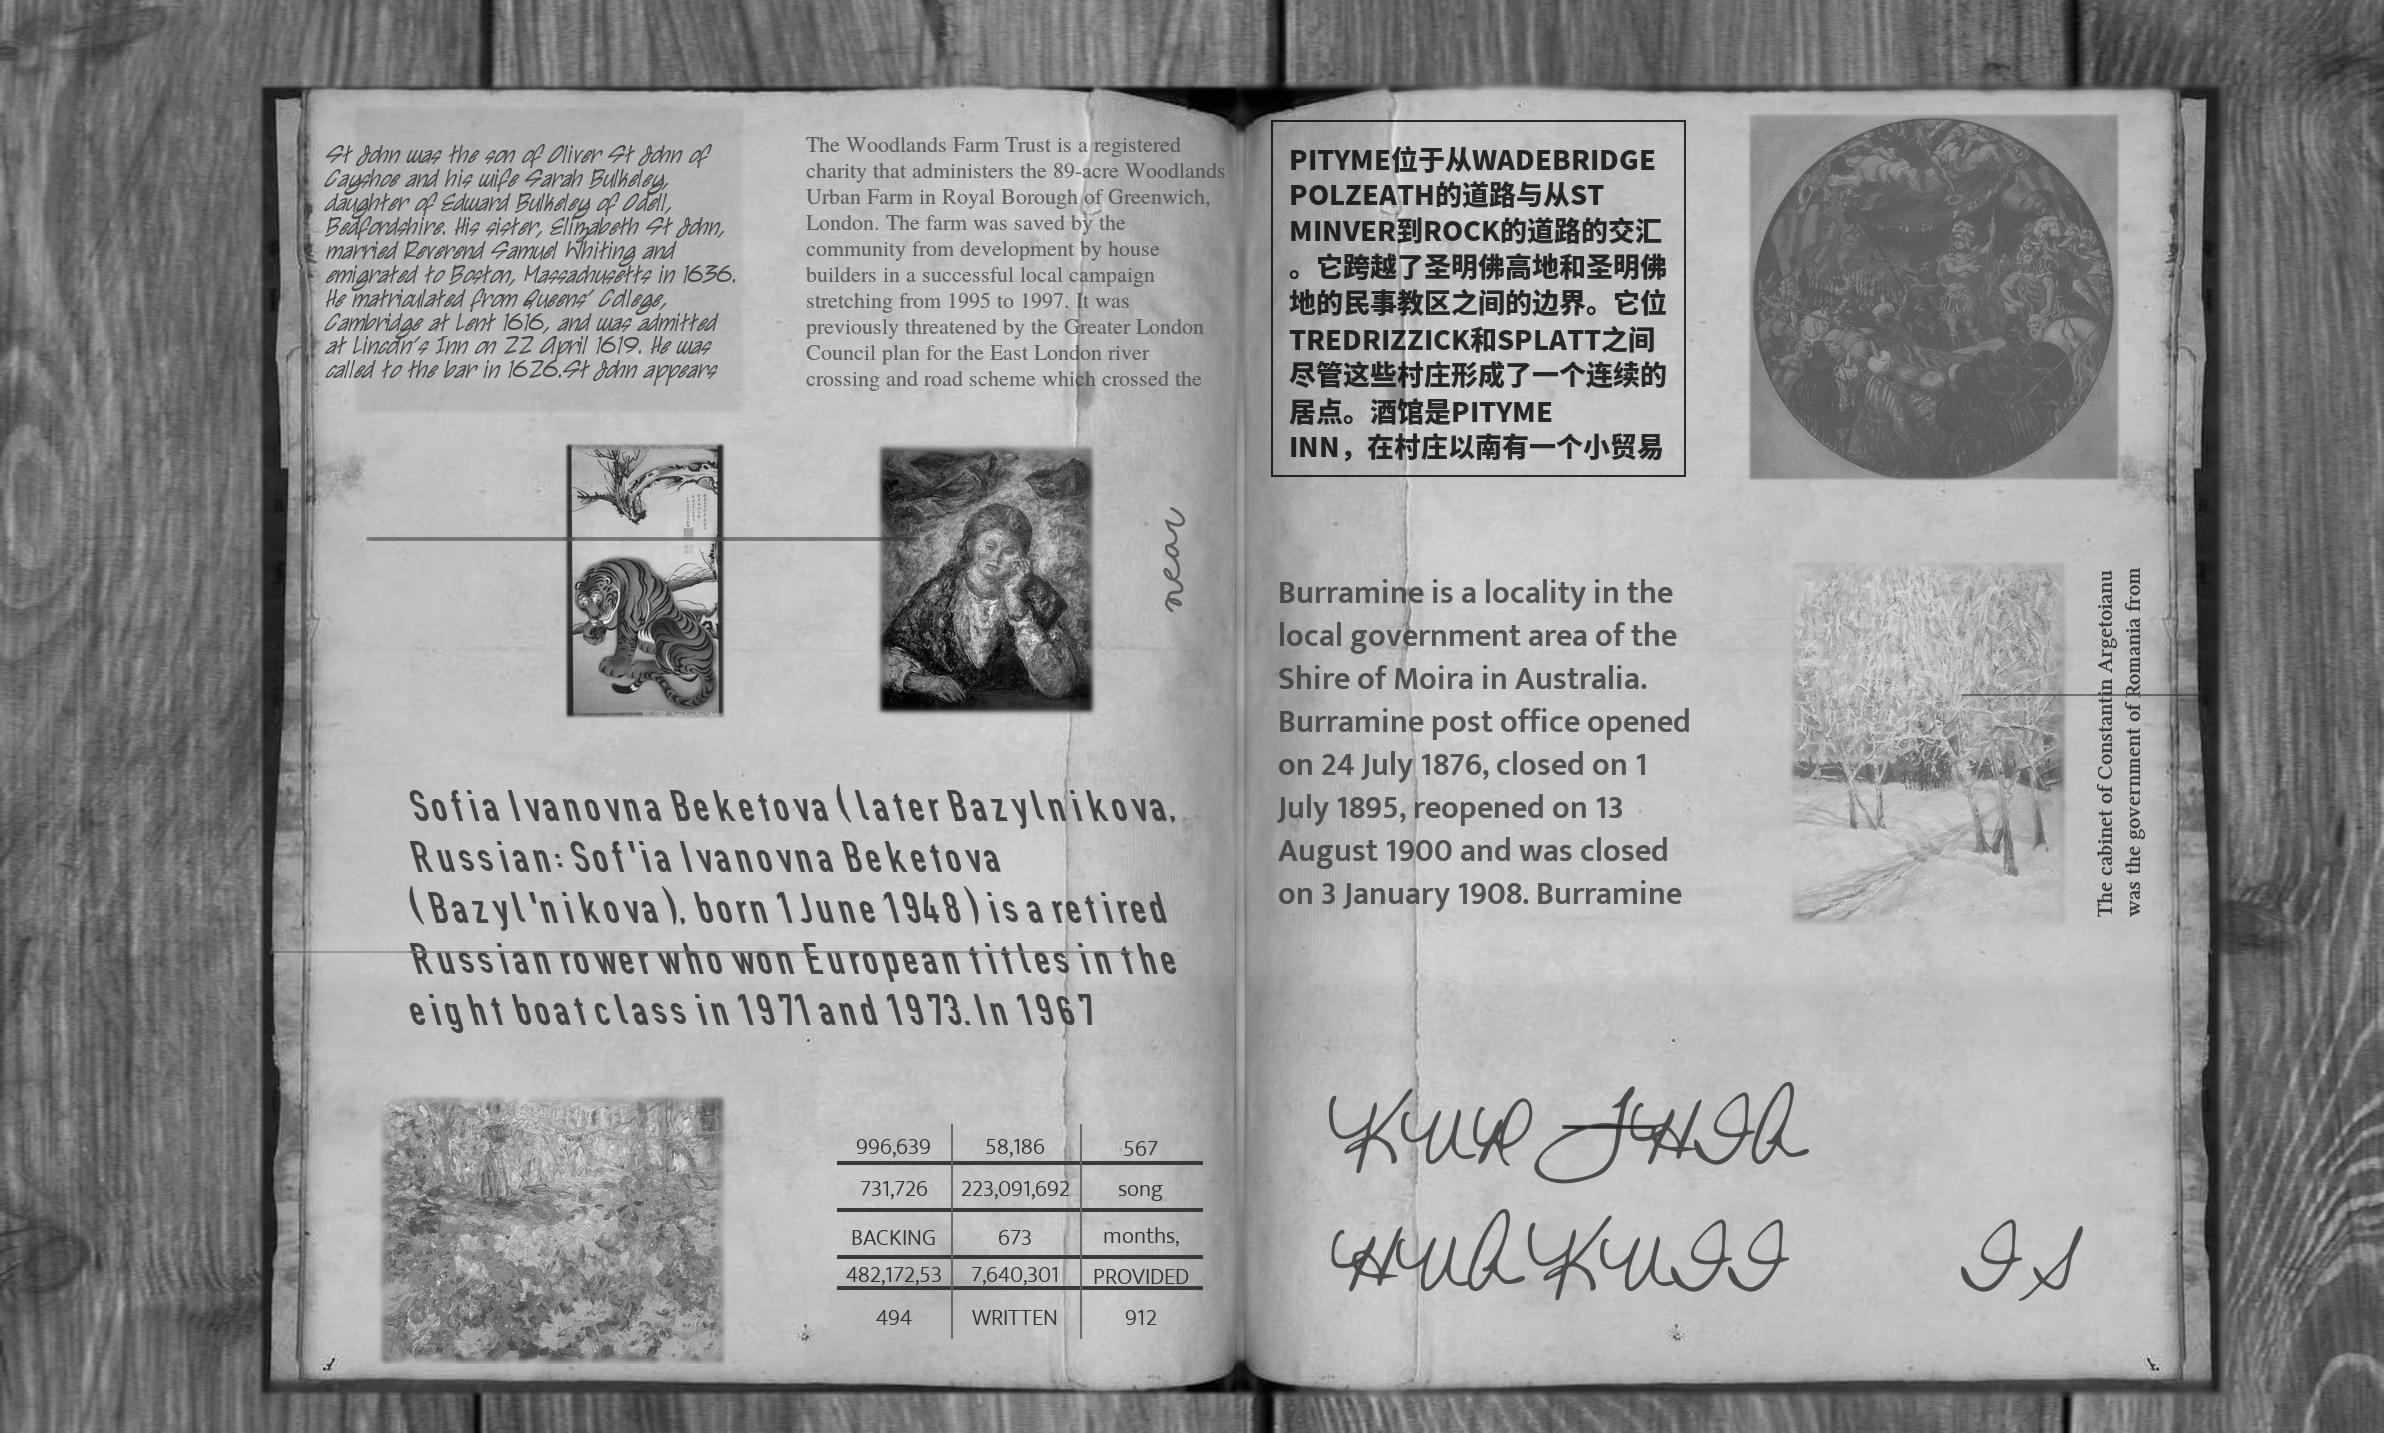 St John was the son of Oliver St John of
Cayshoe and his wife Sarah Bulkeley,
daughter of Edward Bulkeley of Odell,
Bedfordshire. His sister, Elizabeth St John,
married Reverend Samuel Whiting and
emigrated to Boston, Massachusetts in 1636.
He matriculated from Queens' College,
Cambridge at Lent 1616, and was admitted
at Lincoln's Inn on 22 April 1619. He was
called to the bar in 1626.St John appears
The Woodlands Farm Trust is a registered
charity that administers the 89-acre Woodlands
Urban Farm in Royal Borough of Greenwich,
London. The farm was saved by the
community from development by house
builders in a successful local campaign
stretching from 1995 to 1997. It was
previously threatened by the Greater London
Council plan for the East London river
crossing and road scheme which crossed the
near
Sofia Ivanovna Beketova (later Bazylnikova,
Russian: Sof'ia Ivanovna Beketova
(Bazyl'nikova), born 1 June 1948) is a retired
Russian rower who won European titles in the
eight boat class in 1971 and 1973. In 1967
996,639 58,186 567
731,726 223,091,692 song
BACKING 673 months,
482,172,53 7,640,301 PROVIDED
494 WRITTEN 912
PITYME位于从WADEBRIDGE
POLZEATH的道路与从ST
MINVER到ROCK的道路的交汇
。它跨越了圣明佛高地和圣明佛
地的民事教区之间的边界。它位
TREDRIZZICK和SPLATT之间
尽管这些村庄形成了一个连续的
居点。酒馆是PITYME
INN，在村庄以南有一个小贸易
Burramine is a locality in the
local government area of the
Shire of Moira in Australia.
Burramine post office opened
on 24 July 1876, closed on 1
July 1895, reopened on 13
August 1900 and was closed
on 3 January 1908. Burramine
The cabinet of Constantin Argetoianu
was the government of Romania from
IS